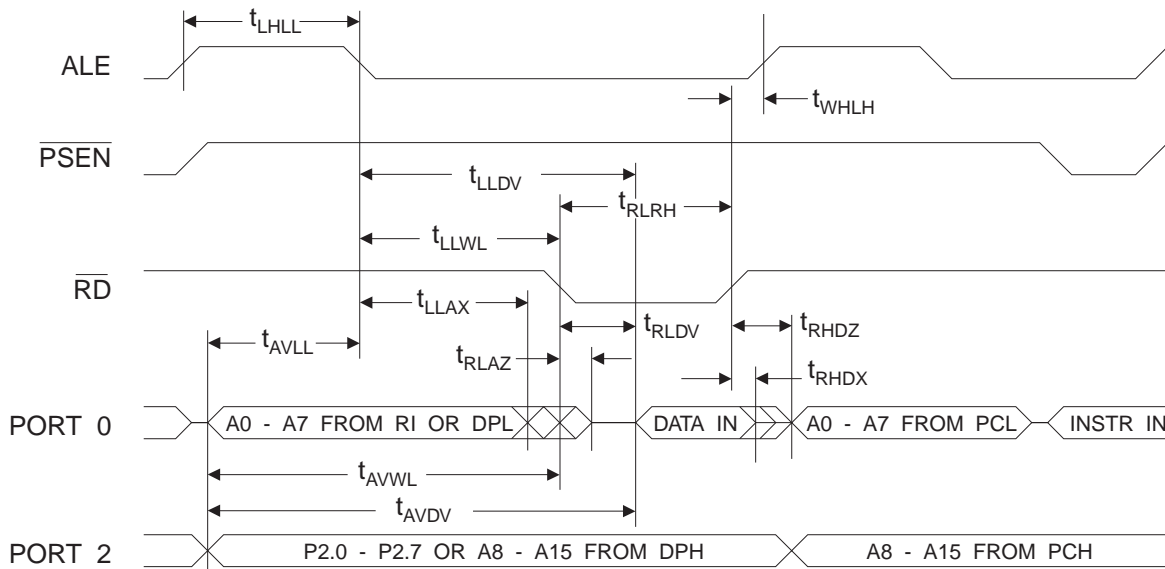 tLHLL
ALE
tWHLH
PSEN
tLLDV
tRLRH
tLLWL
RD
tLLAX
tRLDV
tRHDZ
tAVLL
tRLAZ
tRHDX
PORT 0
A0 - A7 FROM RI OR DPL
DATA IN
A0 - A7 FROM PCL
INSTR IN
tAVWL
tAVDV
PORT 2
P2.0 - P2.7 OR A8 - A15 FROM DPH
A8 - A15 FROM PCH